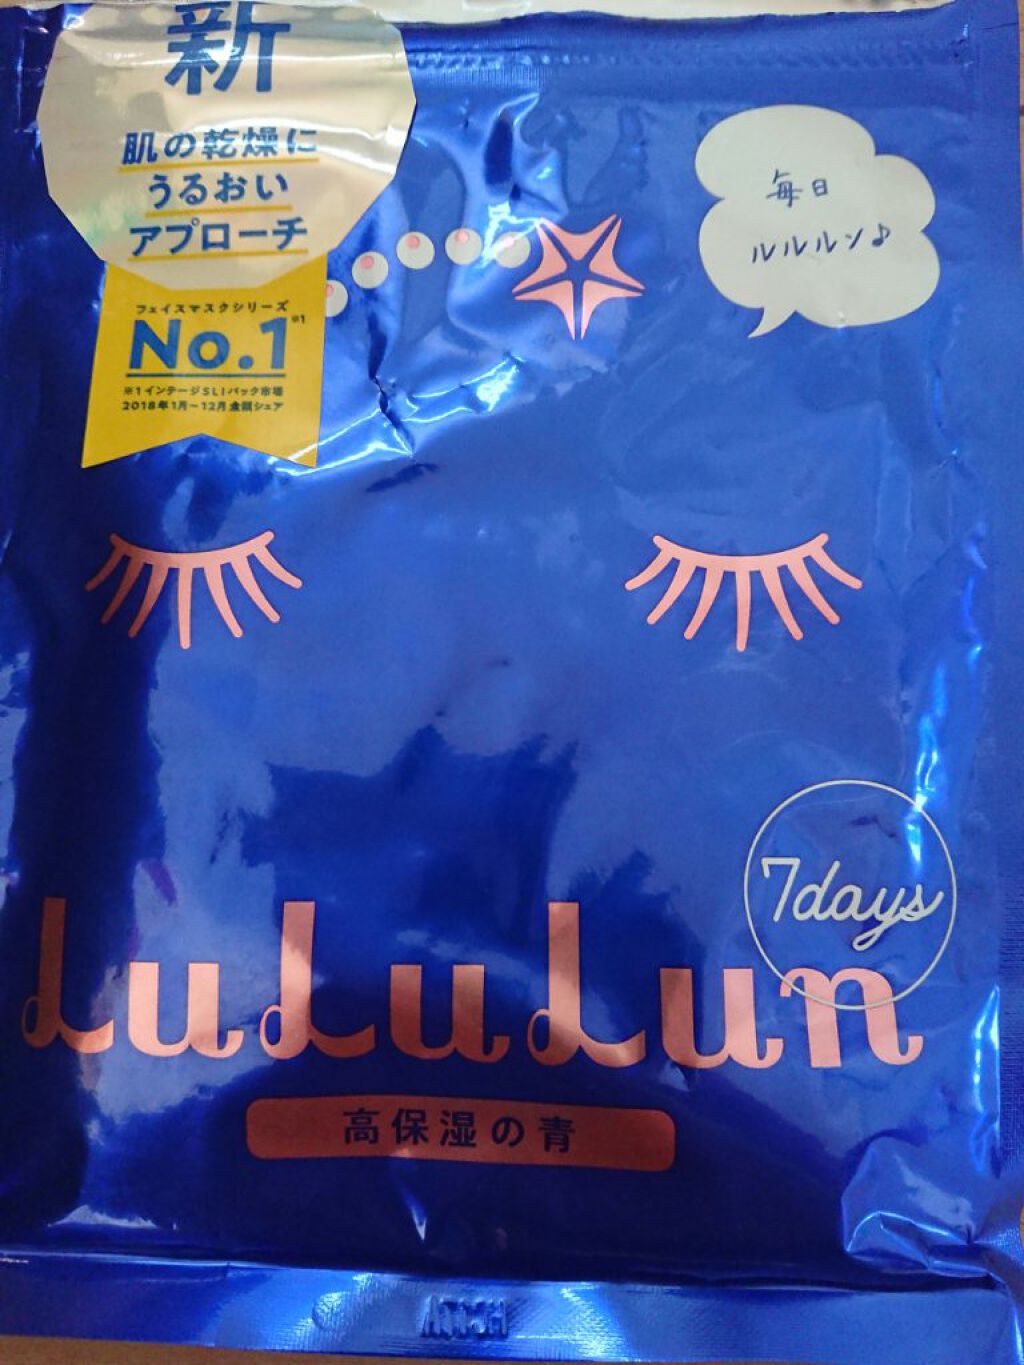 新
肌の乾燥に
うるおい
アプローチ
フェイスマスクシリーズ
No.1※1
※1 インテージSLIパック市場
2018年1月〜12月 金額シェア
毎日
ルルルン♪
7days
LuLuLun
高保湿の青